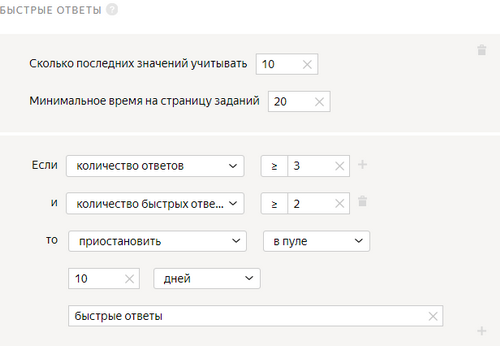 БЫСТРЫЕ ОТВЕТЫ ?
Сколько последних значений учитывать 10
Минимальное время на страницу заданий 20
Если количество ответов ≥ 3
и количество быстрых отве... ≥ 2
то приостановить в пуле
10 дней
быстрые ответы